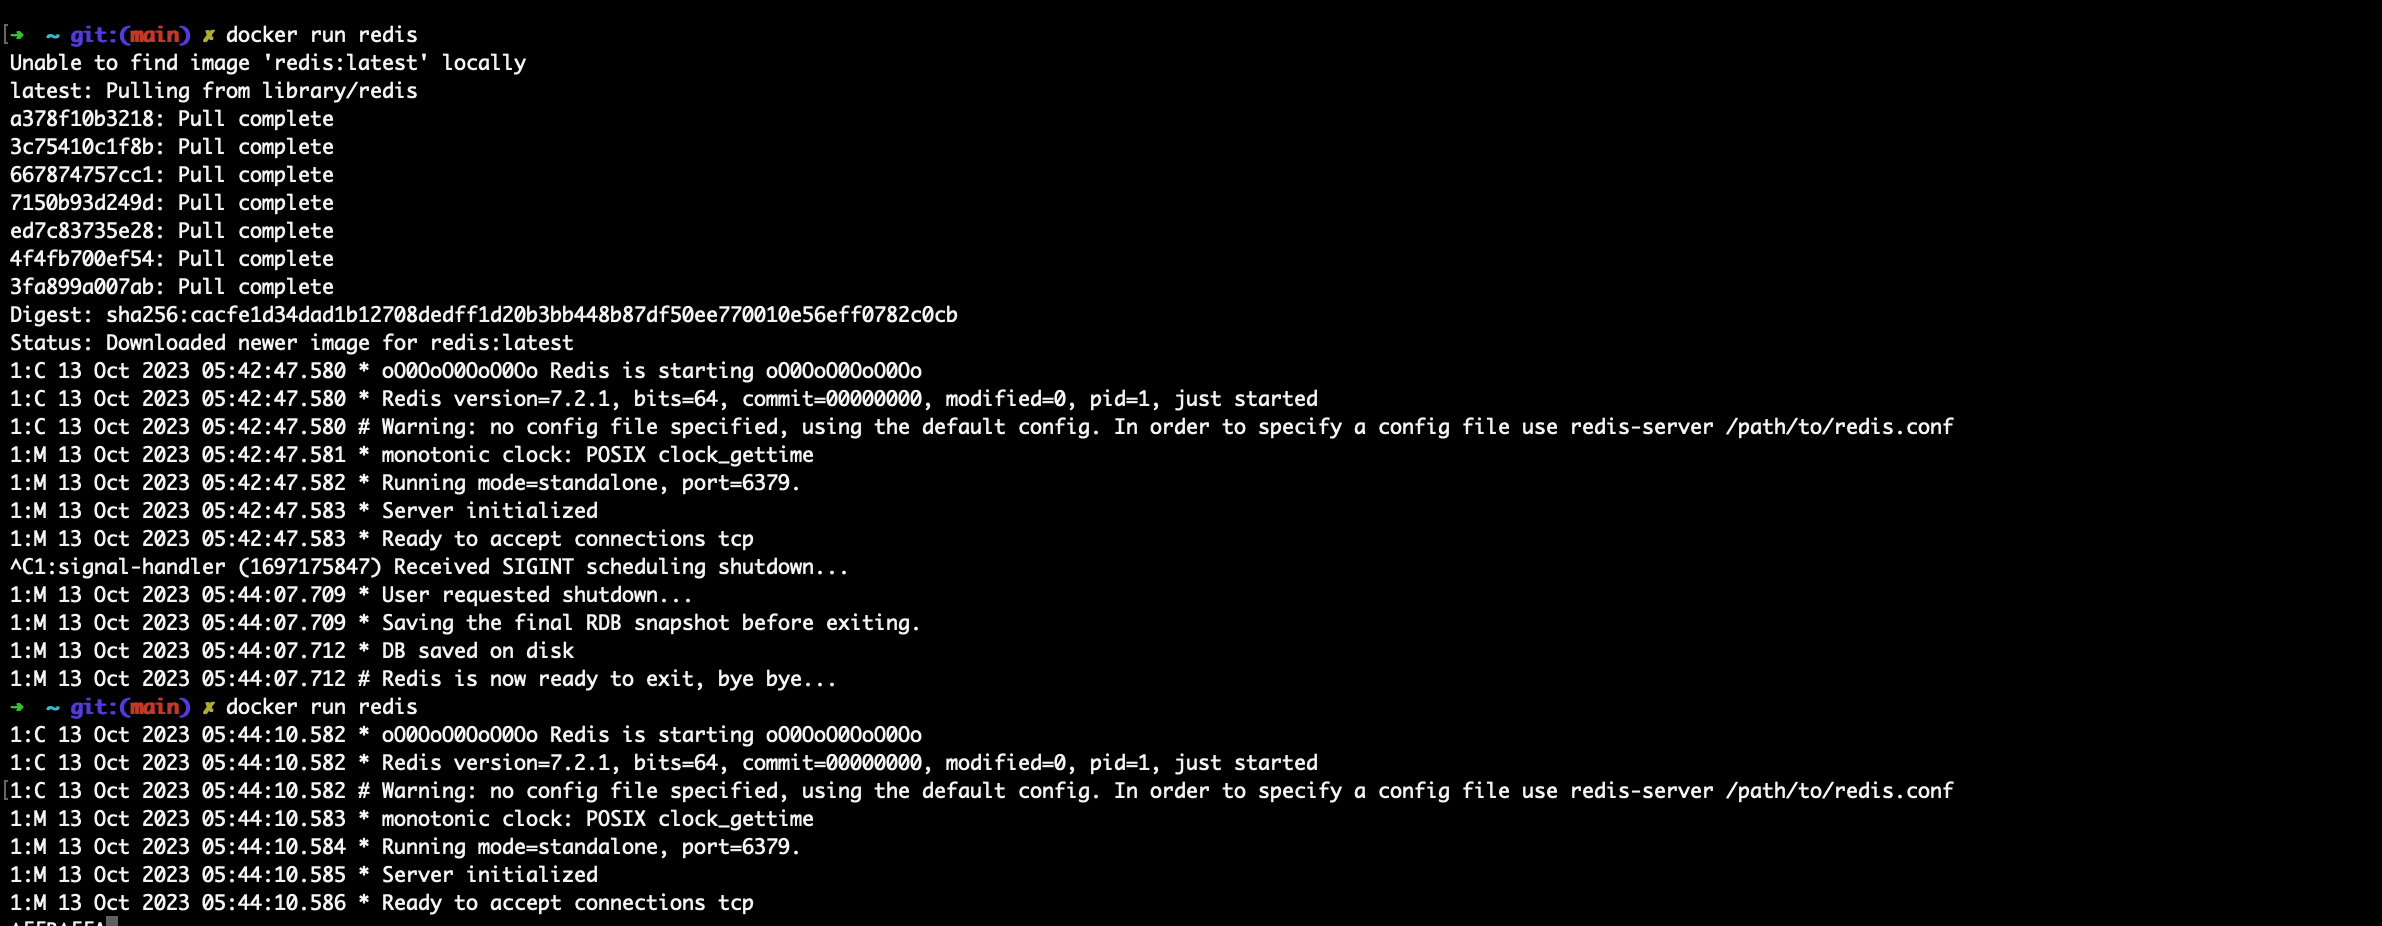 ➜ ~ git:(main) ✗ docker run redis
Unable to find image 'redis:latest' locally
latest: Pulling from library/redis
a378f10b3218: Pull complete
3c75410c1f8b: Pull complete
667874757cc1: Pull complete
7150b93d249d: Pull complete
ed7c83735e28: Pull complete
4f4fb700ef54: Pull complete
3fa899a007ab: Pull complete
Digest: sha256:cacfe1d34dad1b12708dedff1d20b3bb448b87df50ee770010e56eff0782c0cb
Status: Downloaded newer image for redis:latest
1:C 13 Oct 2023 05:42:47.580 * oO0OoO0OoO0Oo Redis is starting oO0OoO0OoO0Oo
1:C 13 Oct 2023 05:42:47.580 * Redis version=7.2.1, bits=64, commit=00000000, modified=0, pid=1, just started
1:C 13 Oct 2023 05:42:47.580 # Warning: no config file specified, using the default config. In order to specify a config file use redis-server /path/to/redis.conf
1:M 13 Oct 2023 05:42:47.581 * monotonic clock: POSIX clock_gettime
1:M 13 Oct 2023 05:42:47.582 * Running mode=standalone, port=6379.
1:M 13 Oct 2023 05:42:47.583 * Server initialized
1:M 13 Oct 2023 05:42:47.583 * Ready to accept connections tcp
^C1:signal-handler (1697175847) Received SIGINT scheduling shutdown...
1:M 13 Oct 2023 05:44:07.709 * User requested shutdown...
1:M 13 Oct 2023 05:44:07.709 * Saving the final RDB snapshot before exiting.
1:M 13 Oct 2023 05:44:07.712 * DB saved on disk
1:M 13 Oct 2023 05:44:07.712 # Redis is now ready to exit, bye bye...
➜ ~ git:(main) ✗ docker run redis
1:C 13 Oct 2023 05:44:10.582 * oO0OoO0OoO0Oo Redis is starting oO0OoO0OoO0Oo
1:C 13 Oct 2023 05:44:10.582 * Redis version=7.2.1, bits=64, commit=00000000, modified=0, pid=1, just started
1:C 13 Oct 2023 05:44:10.582 # Warning: no config file specified, using the default config. In order to specify a config file use redis-server /path/to/redis.conf
1:M 13 Oct 2023 05:44:10.583 * monotonic clock: POSIX clock_gettime
1:M 13 Oct 2023 05:44:10.584 * Running mode=standalone, port=6379.
1:M 13 Oct 2023 05:44:10.585 * Server initialized
1:M 13 Oct 2023 05:44:10.586 * Ready to accept connections tcp